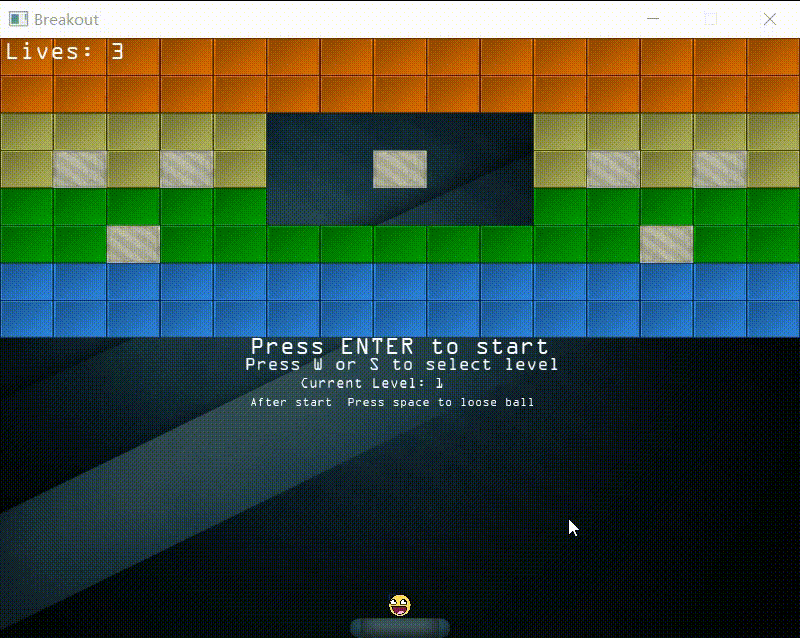 Breakout
Lives: 3
Press ENTER to start
Press W or S to select level
Current Level: 1
After start  Press space to loose ball